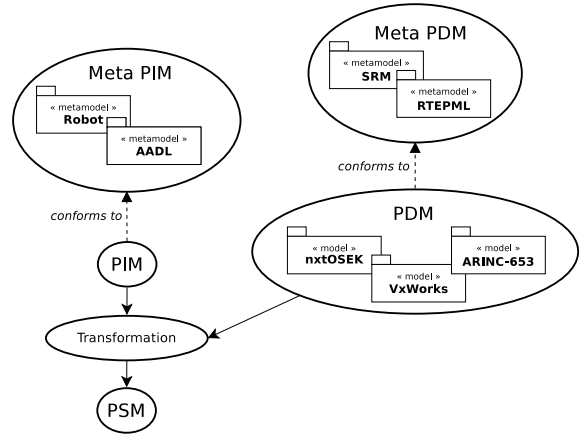 Meta PIM
« metamodel »
Robot
« metamodel »
AADL
Meta PDM
« metamodel »
SRM
« metamodel »
RTEPML
conforms to
conforms to
PIM
PDM
« model »
nxtOSEK
« model »
VxWorks
« model »
ARINC-653
Transformation
PSM